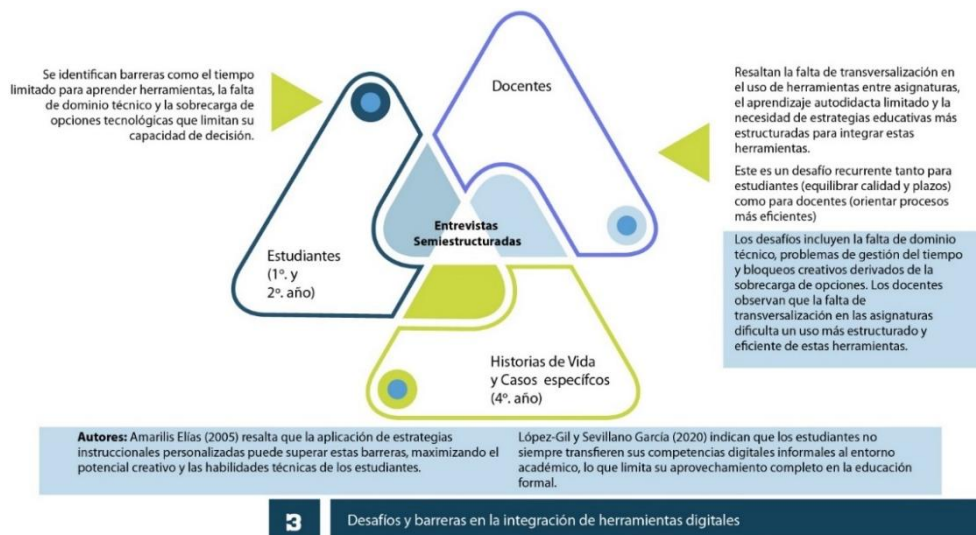 Se identifican barreras como el tiempo
limitado para aprender herramientas, la falta
de dominio técnico y la sobrecarga de
opciones tecnológicas que limitan su
capacidad de decisión.
Docentes
Resaltan la falta de transversalización en
el uso de herramientas entre asignaturas,
el aprendizaje autodidacta limitado y la
necesidad de estrategias educativas más
estructuradas para integrar estas
herramientas.
Este es un desafío recurrente tanto para
estudiantes (equilibrar calidad y plazos)
como para docentes (orientar procesos
más eficientes)
Los desafíos incluyen la falta de dominio
técnico, problemas de gestión del tiempo
y bloqueos creativos derivados de la
sobrecarga de opciones. Los docentes
observan que la falta de
transversalización en las asignaturas
dificulta un uso más estructurado y
eficiente de estas herramientas.
Entrevistas
Semiestructuradas
Estudiantes
(1º. y
2º. año)
Historias de Vida
y Casos específcos
(4º. año)
Autores: Amarilis Elías (2005) resalta que la aplicación de estrategias
instruccionales personalizadas puede superar estas barreras, maximizando el
potencial creativo y las habilidades técnicas de los estudiantes.
López-Gil y Sevillano García (2020) indican que los estudiantes no
siempre transfieren sus competencias digitales informales al entorno
académico, lo que limita su aprovechamiento completo en la educación
formal.
3 Desafíos y barreras en la integración de herramientas digitales